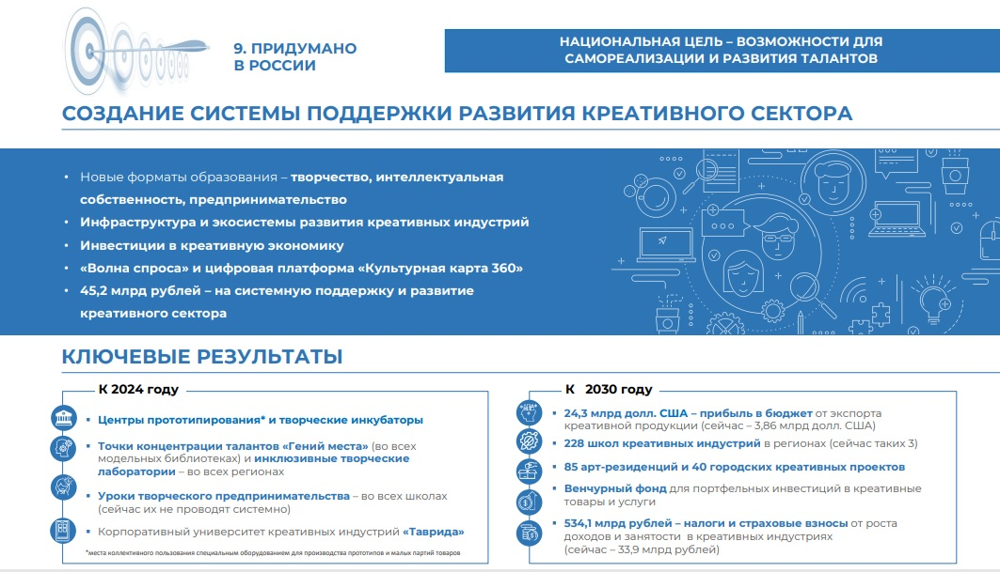 9. ПРИДУМАНО
В РОССИИ
НАЦИОНАЛЬНАЯ ЦЕЛЬ – ВОЗМОЖНОСТИ ДЛЯ
САМОРЕАЛИЗАЦИИ И РАЗВИТИЯ ТАЛАНТОВ
СОЗДАНИЕ СИСТЕМЫ ПОДДЕРЖКИ РАЗВИТИЯ КРЕАТИВНОГО СЕКТОРА
• Новые форматы образования – творчество, интеллектуальная
собственность, предпринимательство
• Инфраструктура и экосистемы развития креативных индустрий
• Инвестиции в креативную экономику
• «Волна спроса» и цифровая платформа «Культурная карта 360»
• 45,2 млрд рублей – на системную поддержку и развитие
креативного сектора
КЛЮЧЕВЫЕ РЕЗУЛЬТАТЫ
К 2024 году
▪ Центры прототипирования* и творческие инкубаторы
▪ Точки концентрации талантов «Гений места» (во всех
модельных библиотеках) и инклюзивные творческие
лаборатории – во всех регионах
▪ Уроки творческого предпринимательства – во всех школах
(сейчас их не проводят системно)
▪ Корпоративный университет креативных индустрий «Таврида»
*места коллективного пользования специальным оборудованием для производства прототипов и малых партий товаров
К 2030 году
▪ 24,3 млрд долл. США – прибыль в бюджет от экспорта
креативной продукции (сейчас – 3,86 млрд долл. США)
▪ 228 школ креативных индустрий в регионах (сейчас таких 3)
▪ 85 арт-резиденций и 40 городских креативных проектов
▪ Венчурный фонд для портфельных инвестиций в креативные
товары и услуги
▪ 534,1 млрд рублей – налоги и страховые взносы от роста
доходов и занятости в креативных индустриях
(сейчас – 33,9 млрд рублей)